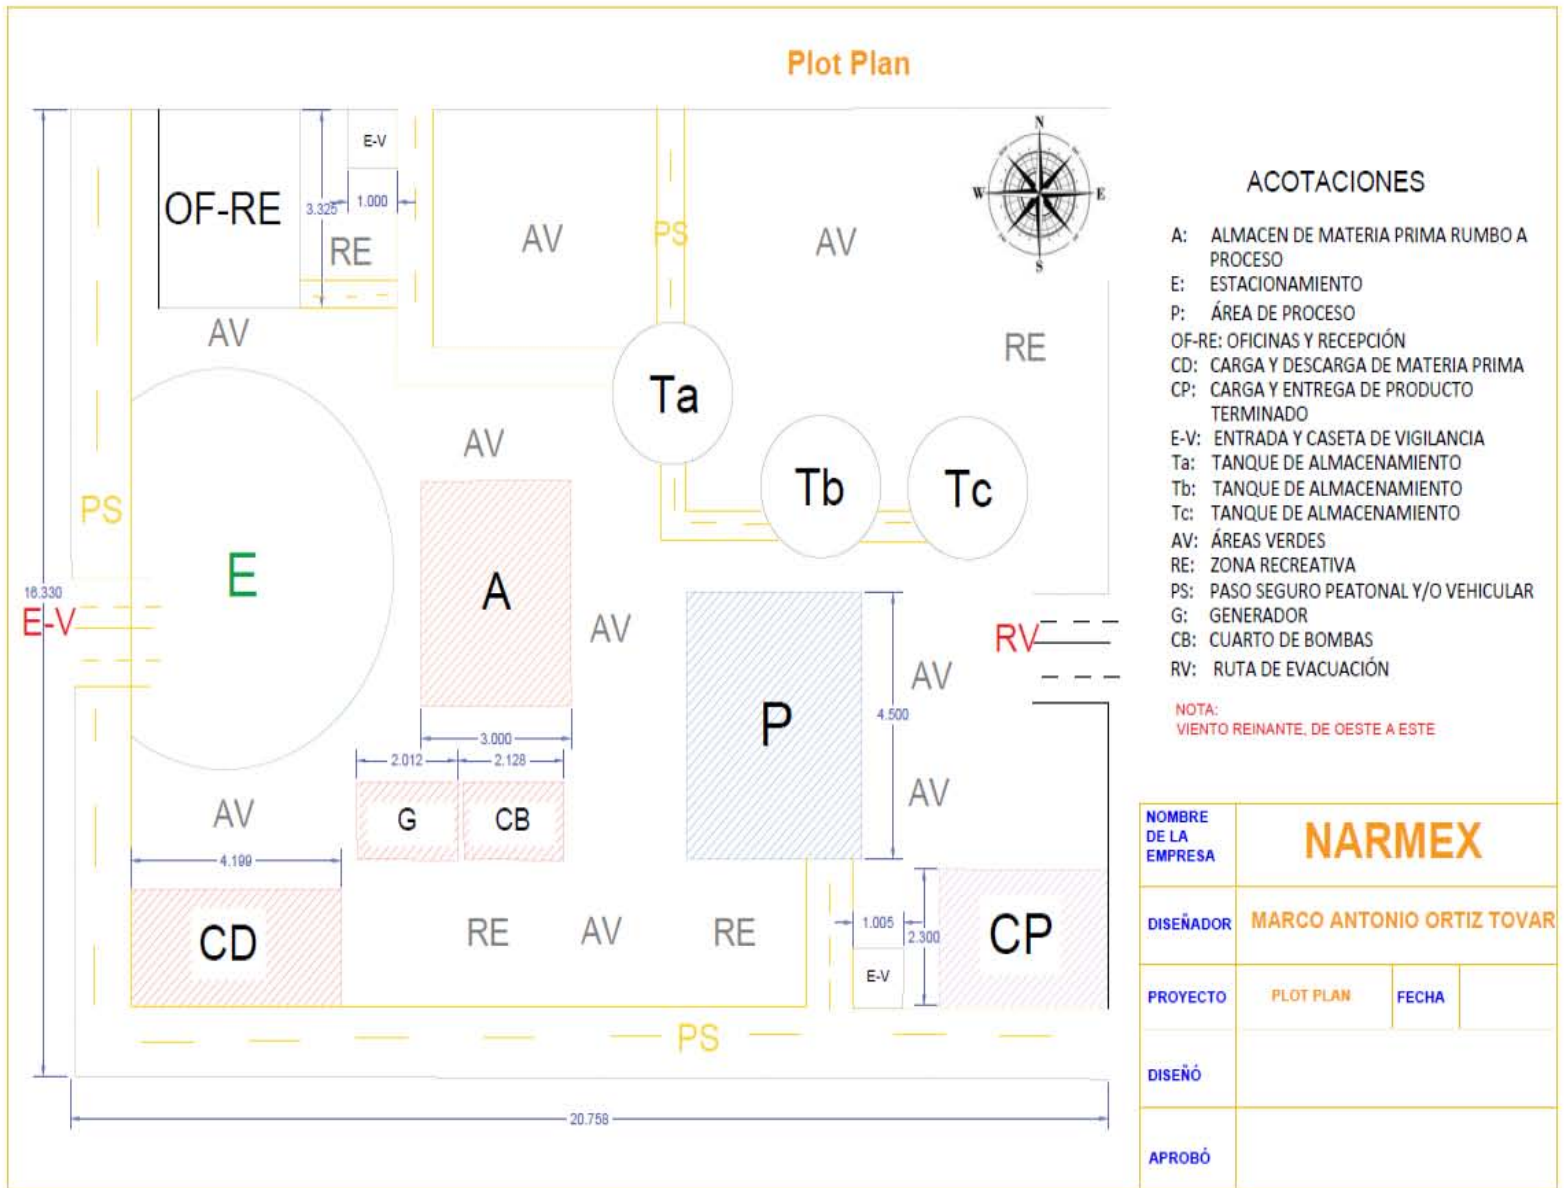 Plot Plan
E-V
OF-RE
3.325
1.000
RE
AV
PS
AV
N
W
E
S
AV
RE
Ta
AV
Tb
Tc
PS
E
A
AV
16.330
E-V
RV
AV
P
4.500
3.000
2.012
2.128
AV
G
CB
AV
4.199
CD
RE
AV
RE
1.005
2.300
CP
E-V
PS
20.758
ACOTACIONES
A: ALMACEN DE MATERIA PRIMA RUMBO A
PROCESO
E: ESTACIONAMIENTO
P: ÁREA DE PROCESO
OF-RE: OFICINAS Y RECEPCIÓN
CD: CARGA Y DESCARGA DE MATERIA PRIMA
CP: CARGA Y ENTREGA DE PRODUCTO
TERMINADO
E-V: ENTRADA Y CASETA DE VIGILANCIA
Ta: TANQUE DE ALMACENAMIENTO
Tb: TANQUE DE ALMACENAMIENTO
Tc: TANQUE DE ALMACENAMIENTO
AV: ÁREAS VERDES
RE: ZONA RECREATIVA
PS: PASO SEGURO PEATONAL Y/O VEHICULAR
G: GENERADOR
CB: CUARTO DE BOMBAS
RV: RUTA DE EVACUACIÓN
NOTA:
VIENTO REINANTE, DE OESTE A ESTE
NOMBRE
DE LA
EMPRESA
NARMEX
DISEÑADOR
MARCO ANTONIO ORTIZ TOVAR
PROYECTO
PLOT PLAN
FECHA
DISEÑÓ
APROBÓ